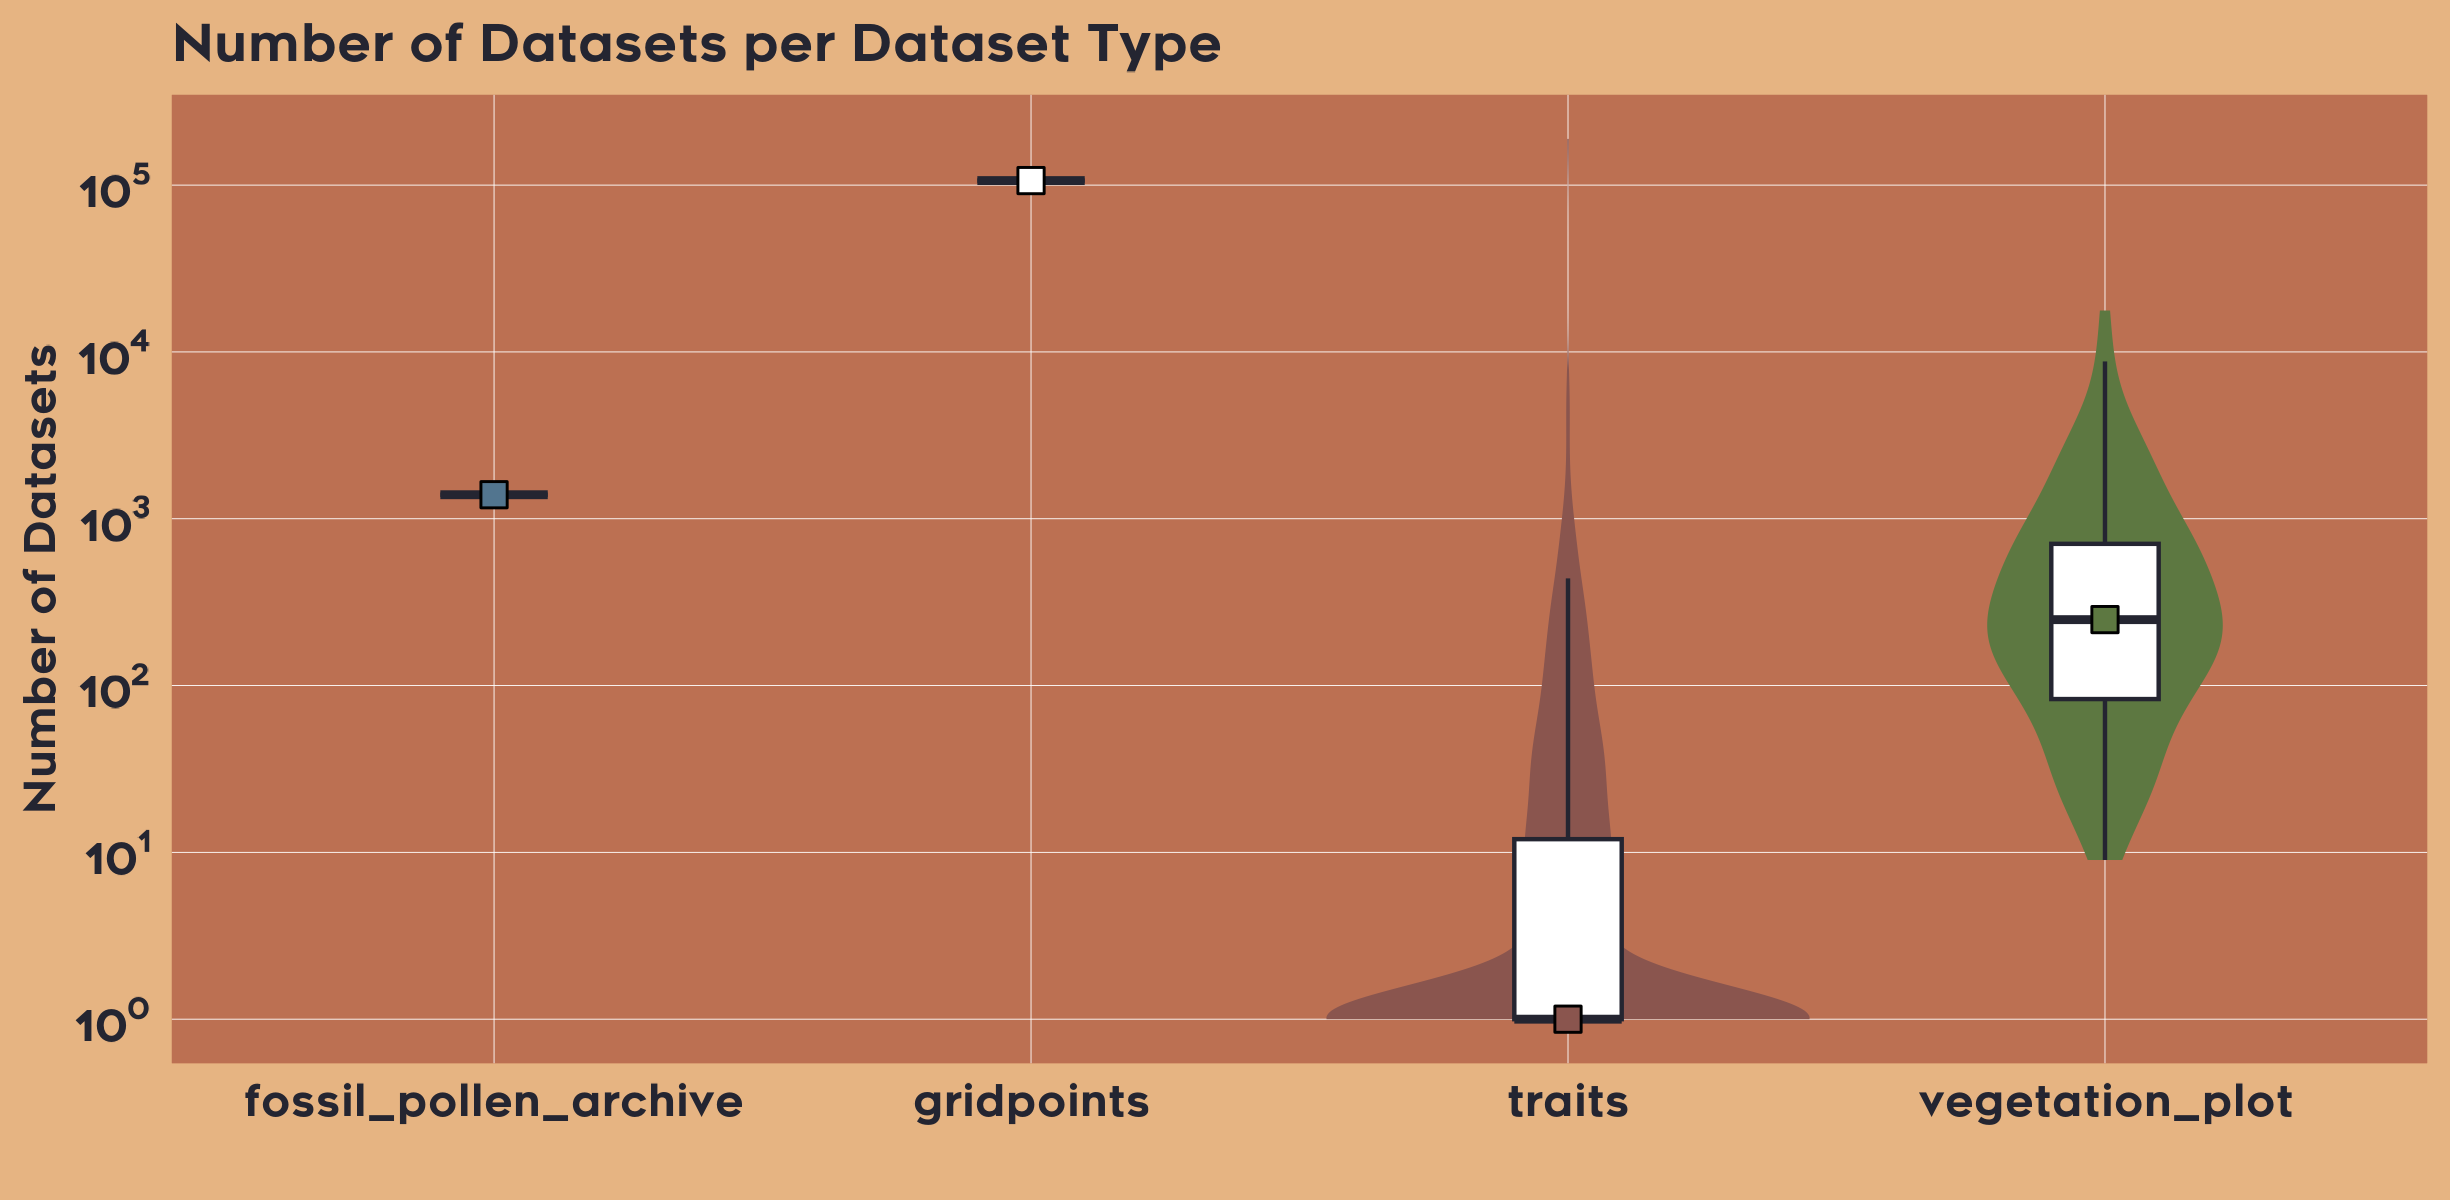 Number of Datasets per Dataset Type
Number of Datasets
10⁵
10⁴
10³
10²
10¹
10⁰
fossil_pollen_archive
gridpoints
traits
vegetation_plot